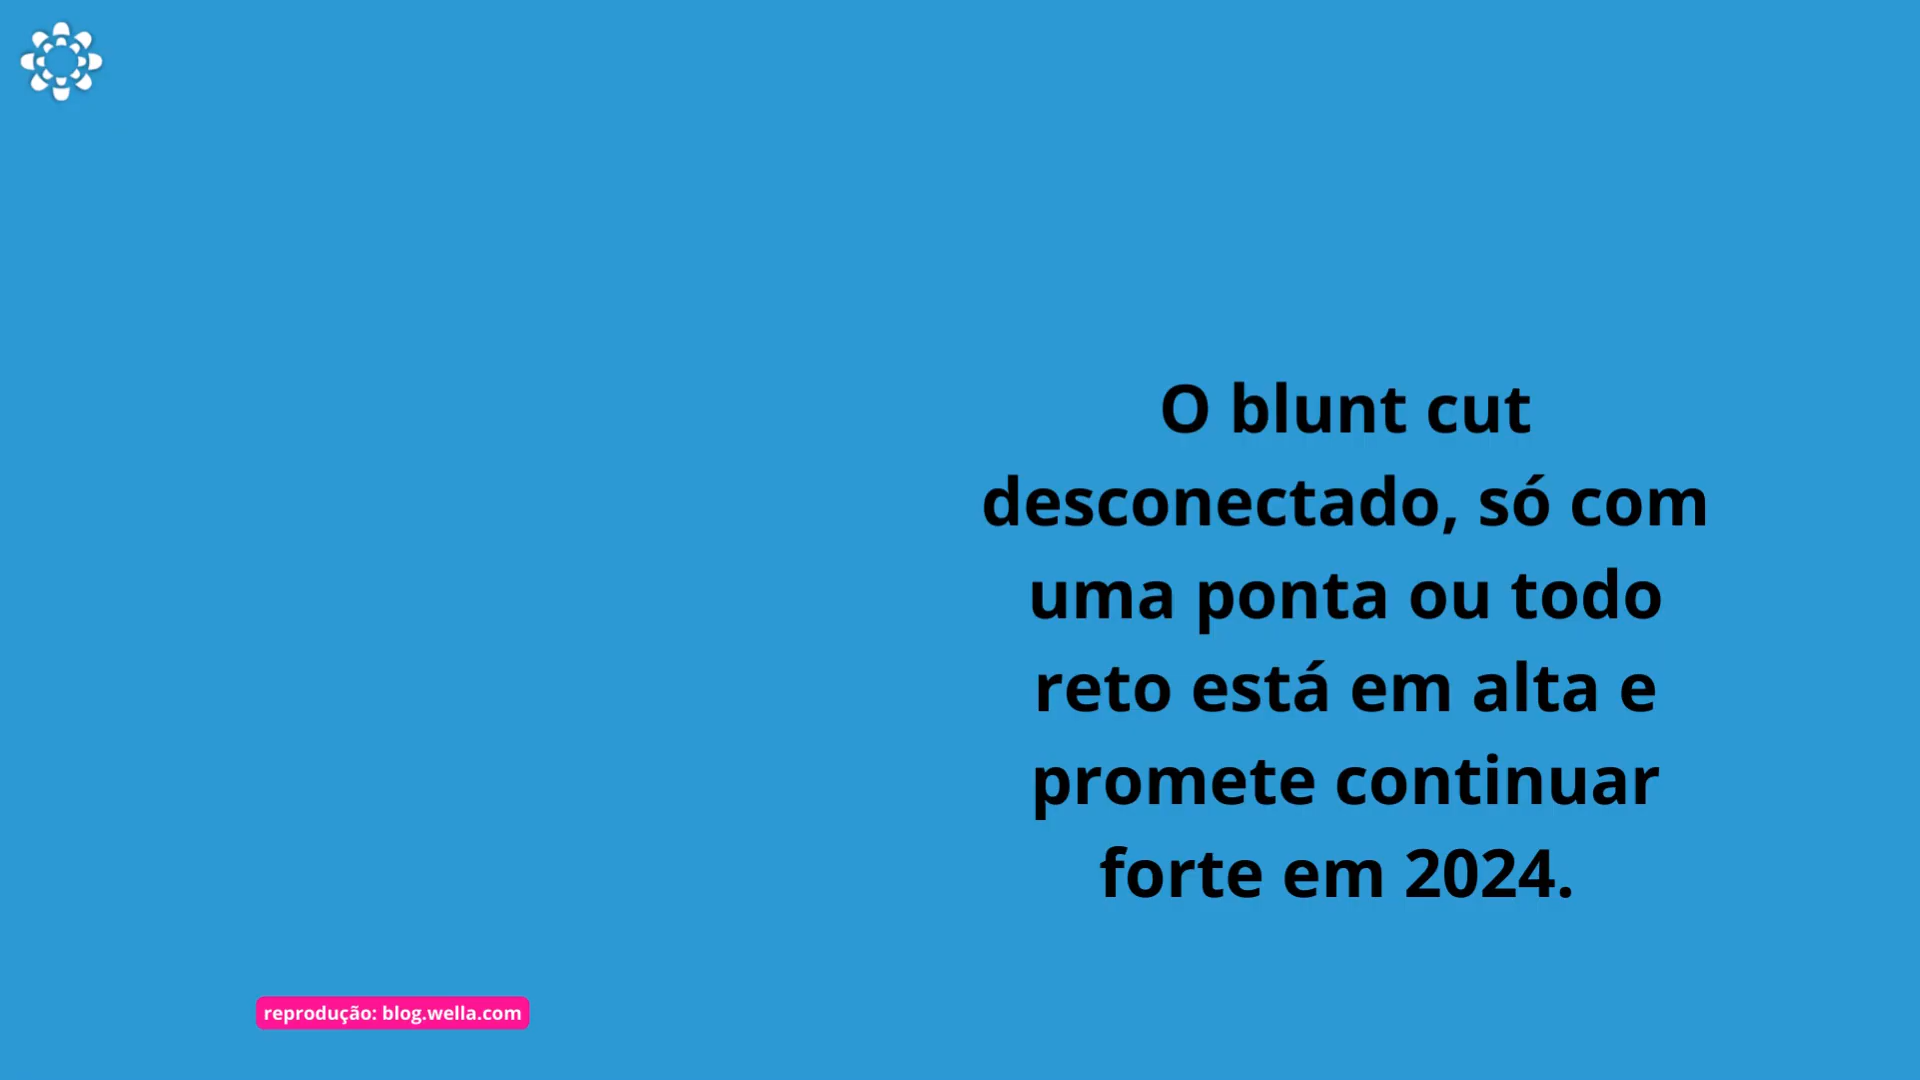 O blunt cut
desconectado, só com
uma ponta ou todo
reto está em alta e
promete continuar
forte em 2024.
reprodução: blog.wella.com